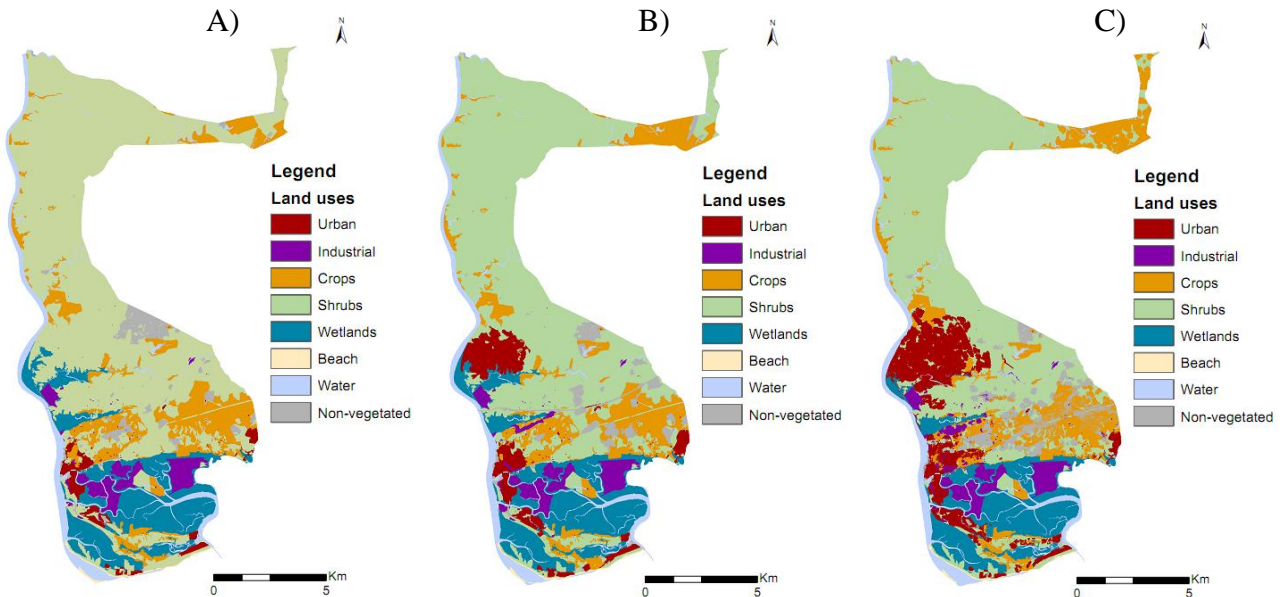 A)
N
Legend
Land uses
Urban
Industrial
Crops
Shrubs
Wetlands
Beach
Water
Non-vegetated
0 5 Km
B)
N
Legend
Land uses
Urban
Industrial
Crops
Shrubs
Wetlands
Beach
Water
Non-vegetated
0 5 Km
C)
N
Legend
Land uses
Urban
Industrial
Crops
Shrubs
Wetlands
Beach
Water
Non-vegetated
0 5 Km